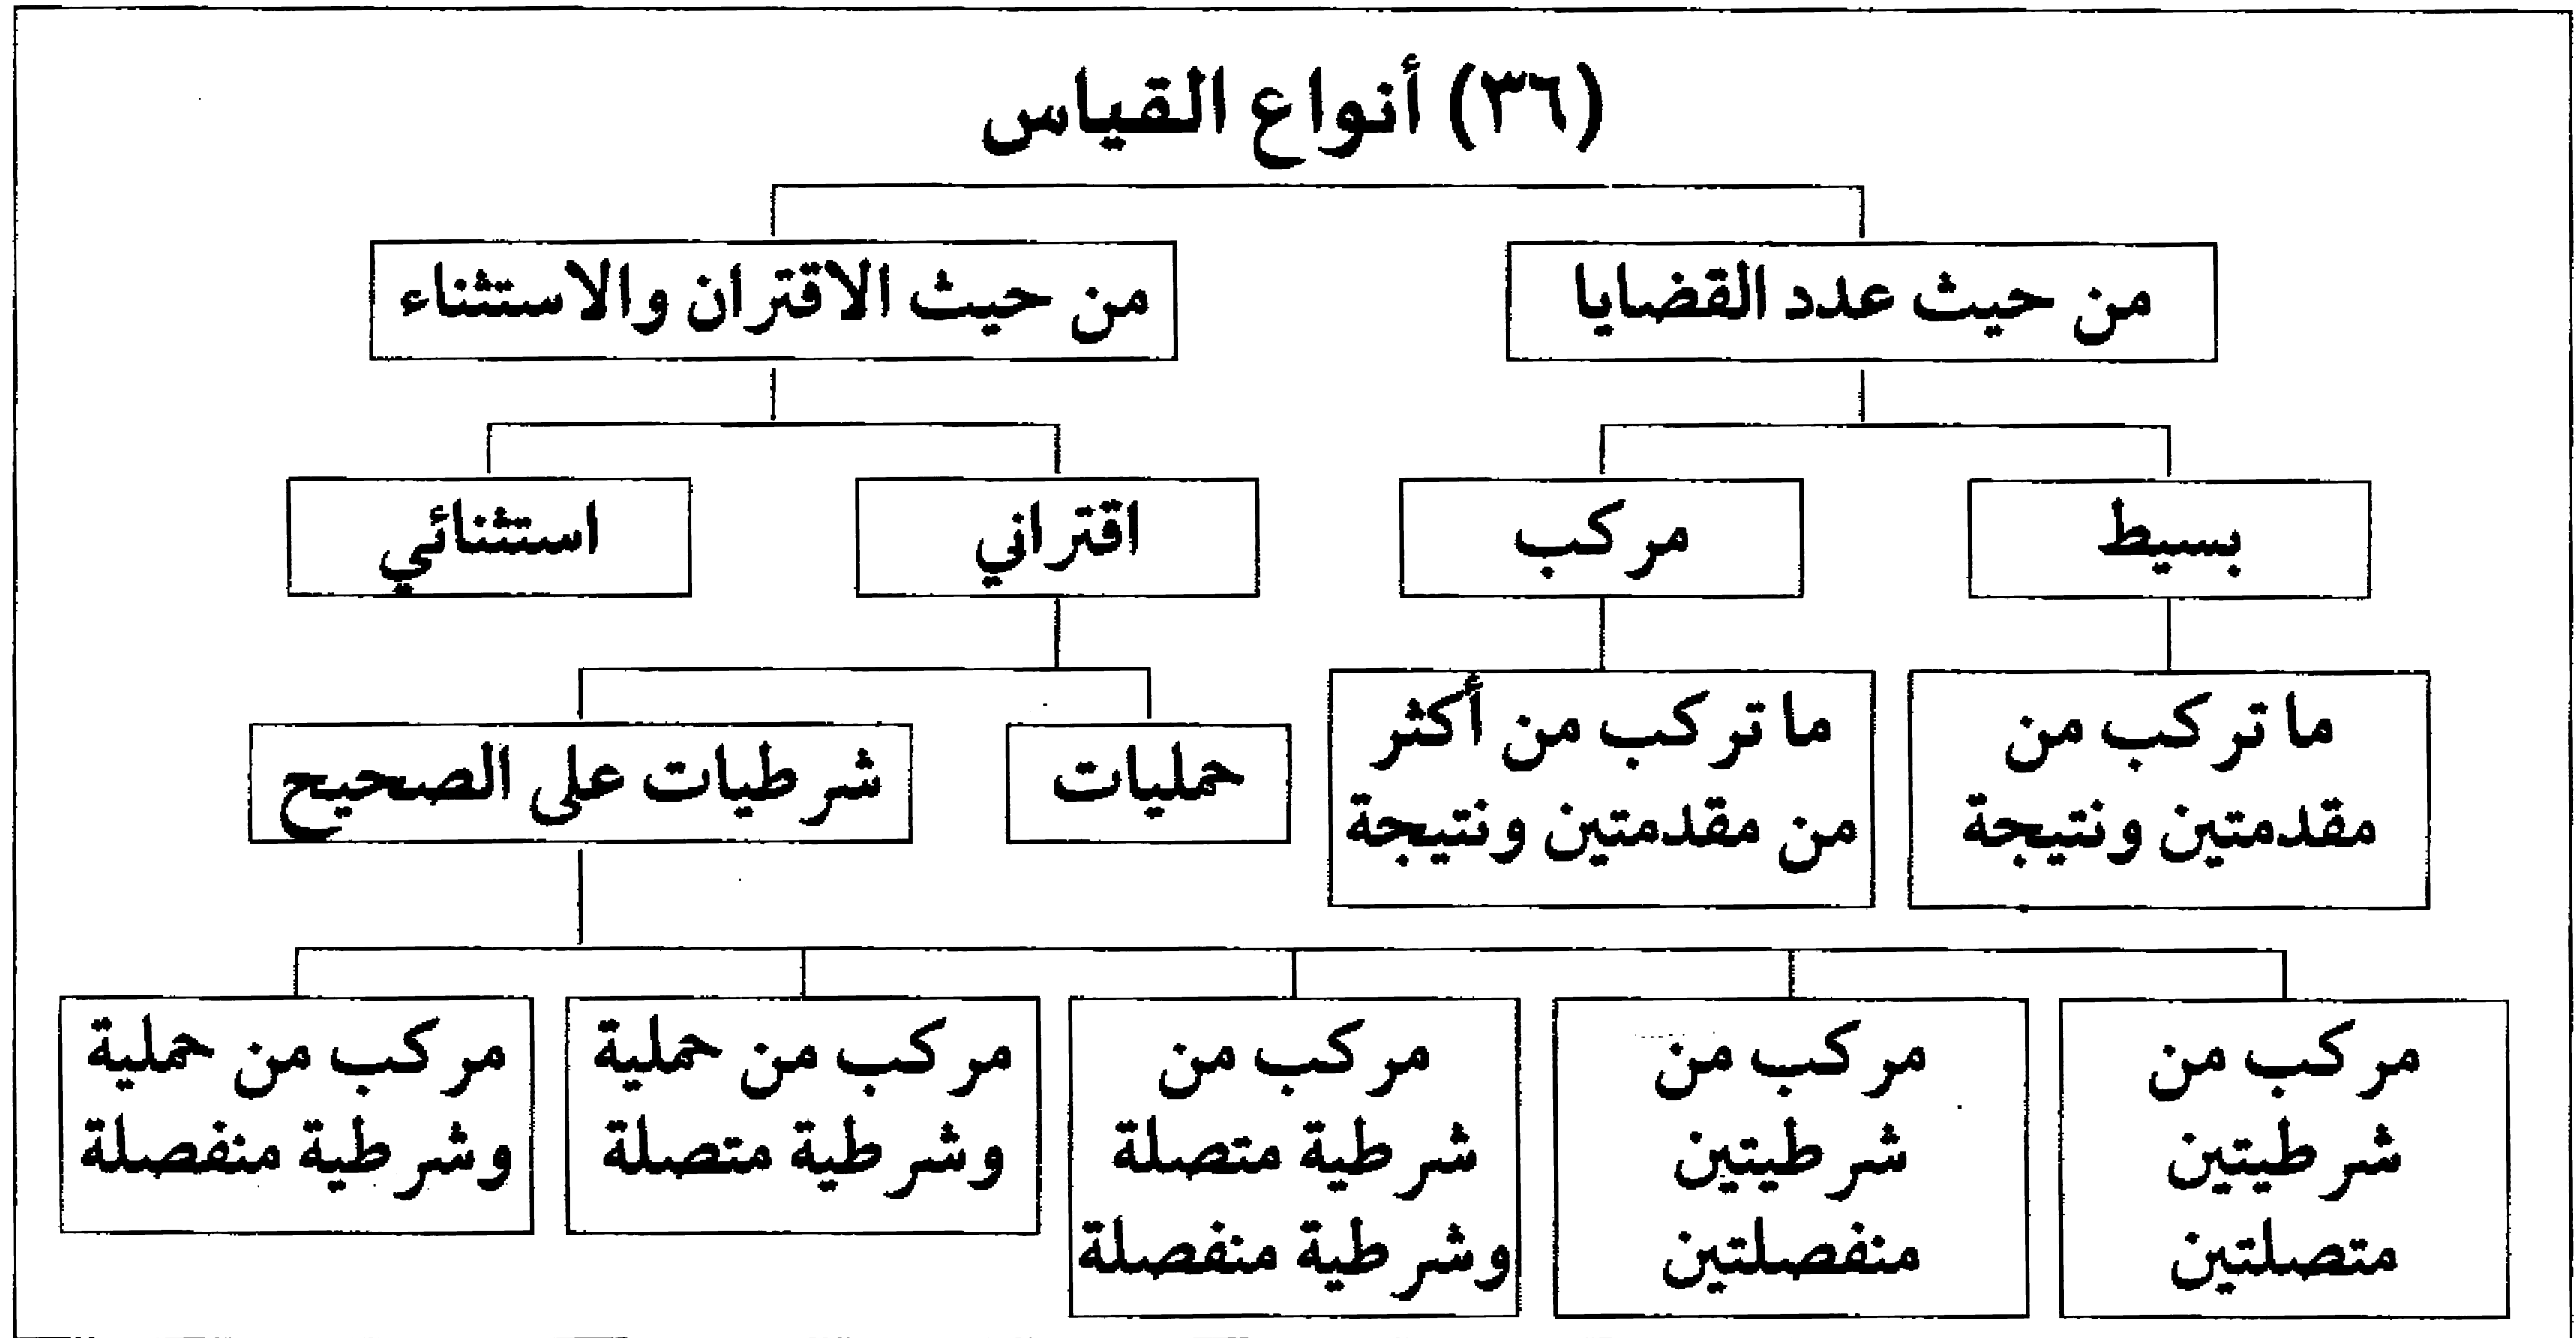 (٣٦) أنواع القياس
من حيث عدد القضايا
من حيث الاقتران والاستثناء
بسيط
مركب
اقتراني
استثنائي
ما تركب من
مقدمتين ونتيجة
ما تركب من أكثر
من مقدمتين ونتيجة
حمليات
شرطيات على الصحيح
مركب من
شرطيتين
متصلتين
مركب من
شرطيتين
منفصلتين
مركب من
شرطية متصلة
وشرطية منفصلة
مركب من حملية
وشرطية متصلة
مركب من حملية
وشرطية منفصلة